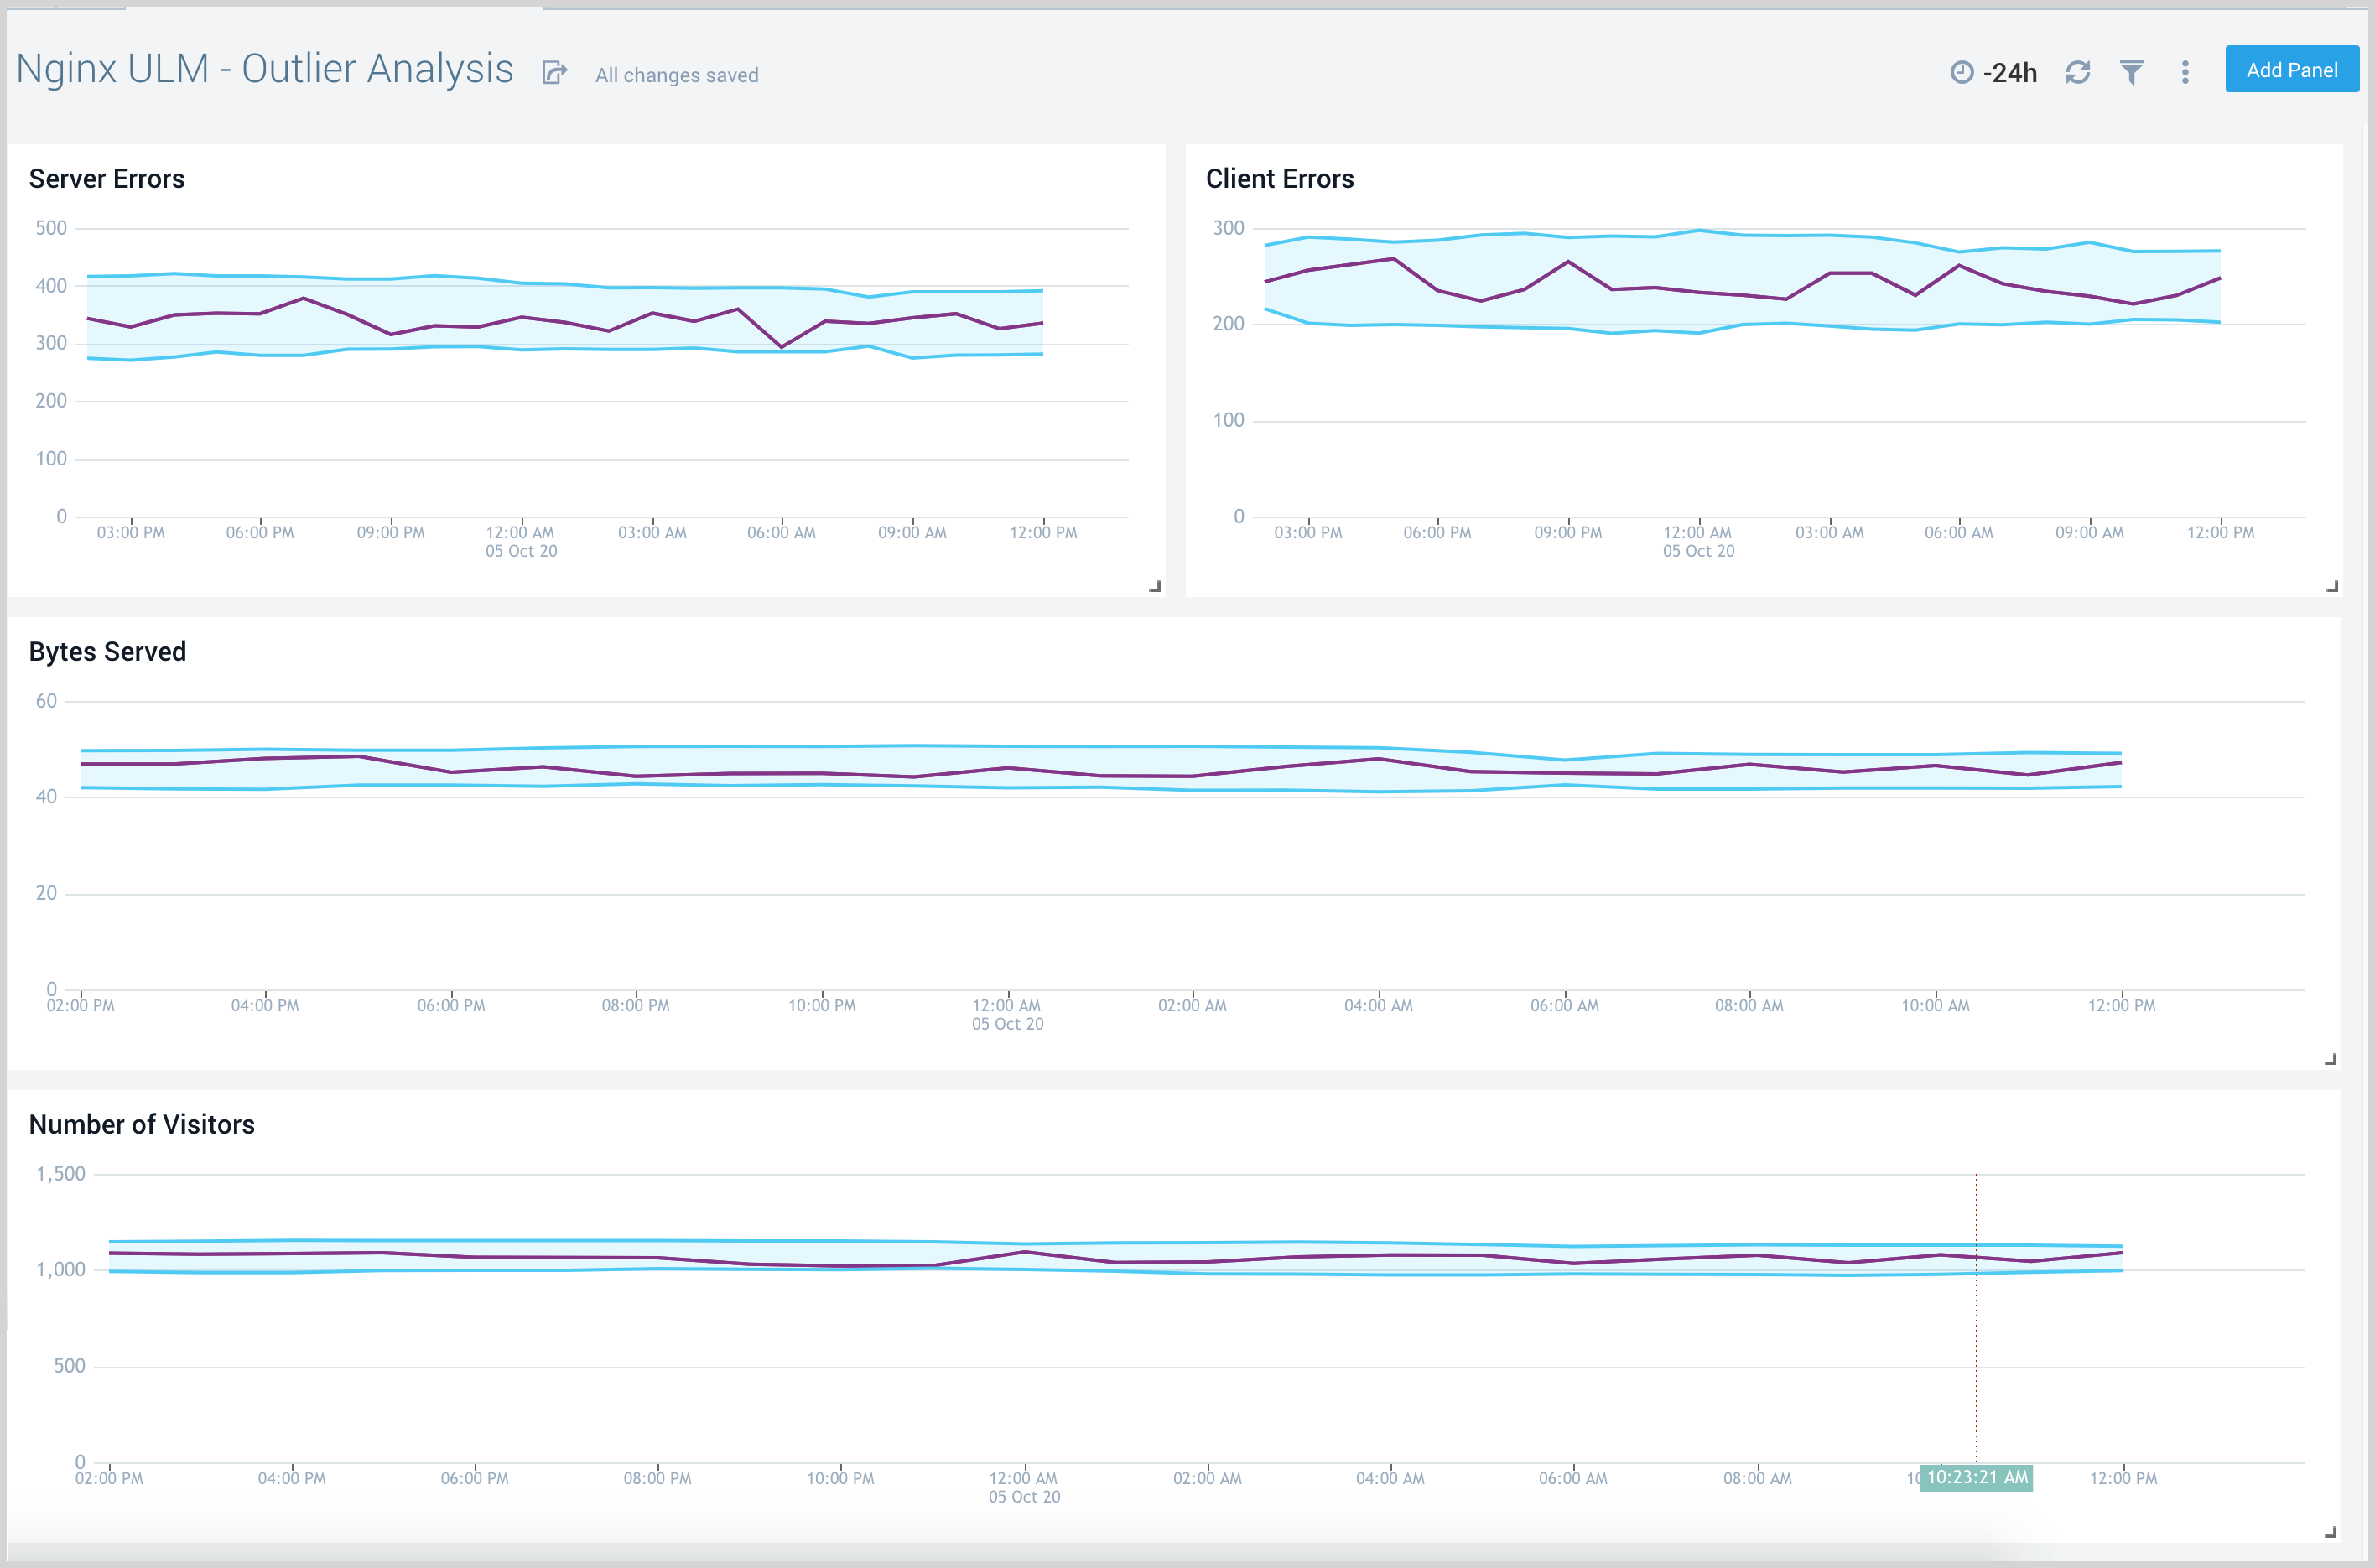 Nginx ULM - Outlier Analysis All changes saved -24h Add Panel
Server Errors
500
400
300
200
100
0
03:00 PM 06:00 PM 09:00 PM 12:00 AM 03:00 AM 06:00 AM 09:00 AM 12:00 PM
05 Oct 20
Client Errors
300
200
100
0
03:00 PM 06:00 PM 09:00 PM 12:00 AM 03:00 AM 06:00 AM 09:00 AM 12:00 PM
05 Oct 20
Bytes Served
60
40
20
0
02:00 PM 04:00 PM 06:00 PM 08:00 PM 10:00 PM 12:00 AM 02:00 AM 04:00 AM 06:00 AM 08:00 AM 10:00 AM 12:00 PM
05 Oct 20
Number of Visitors
1,500
1,000
500
0
02:00 PM 04:00 PM 06:00 PM 08:00 PM 10:00 PM 12:00 AM 02:00 AM 04:00 AM 06:00 AM 08:00 AM 10:23:21 AM 12:00 PM
05 Oct 20